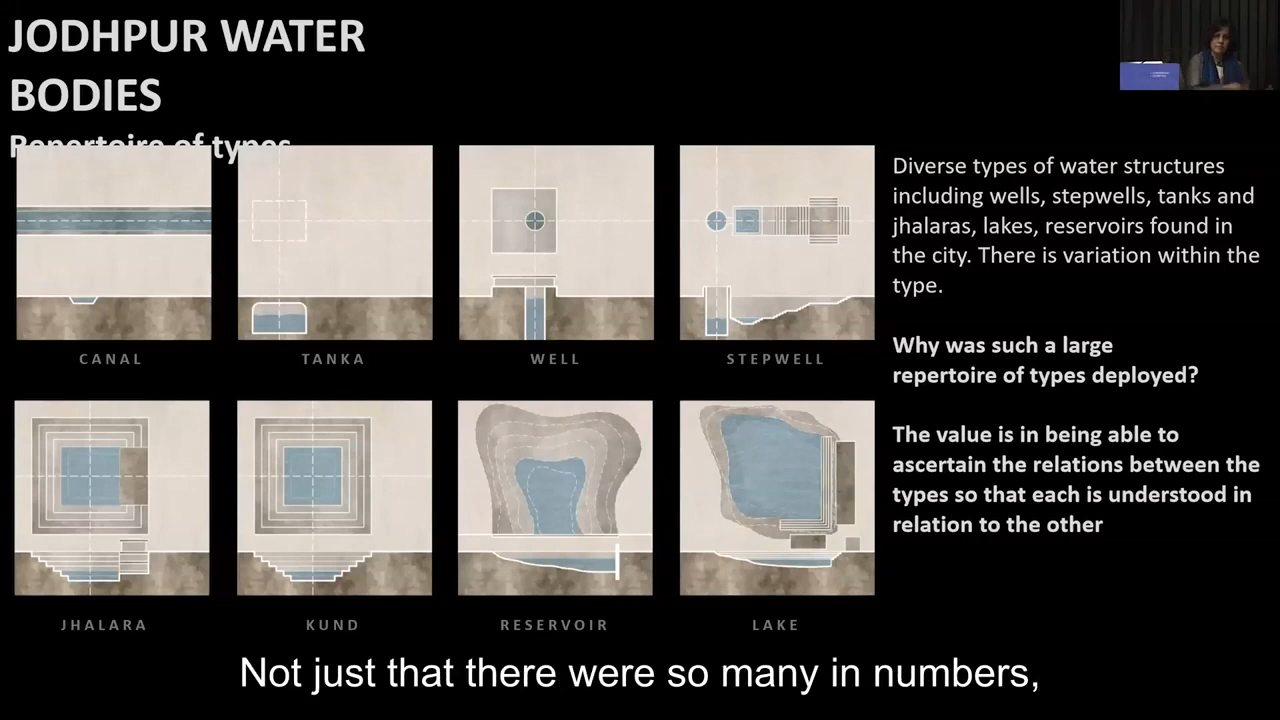 JODHPUR WATER
BODIES
Repertoire of types
CANAL
TANKA
WELL
STEPWELL
JHALARA
KUND
RESERVOIR
LAKE
Diverse types of water structures
including wells, stepwells, tanks and
jhalaras, lakes, reservoirs found in
the city. There is variation within the
type.
Why was such a large
repertoire of types deployed?
The value is in being able to
ascertain the relations between the
types so that each is understood in
relation to the other
Not just that there were so many in numbers,